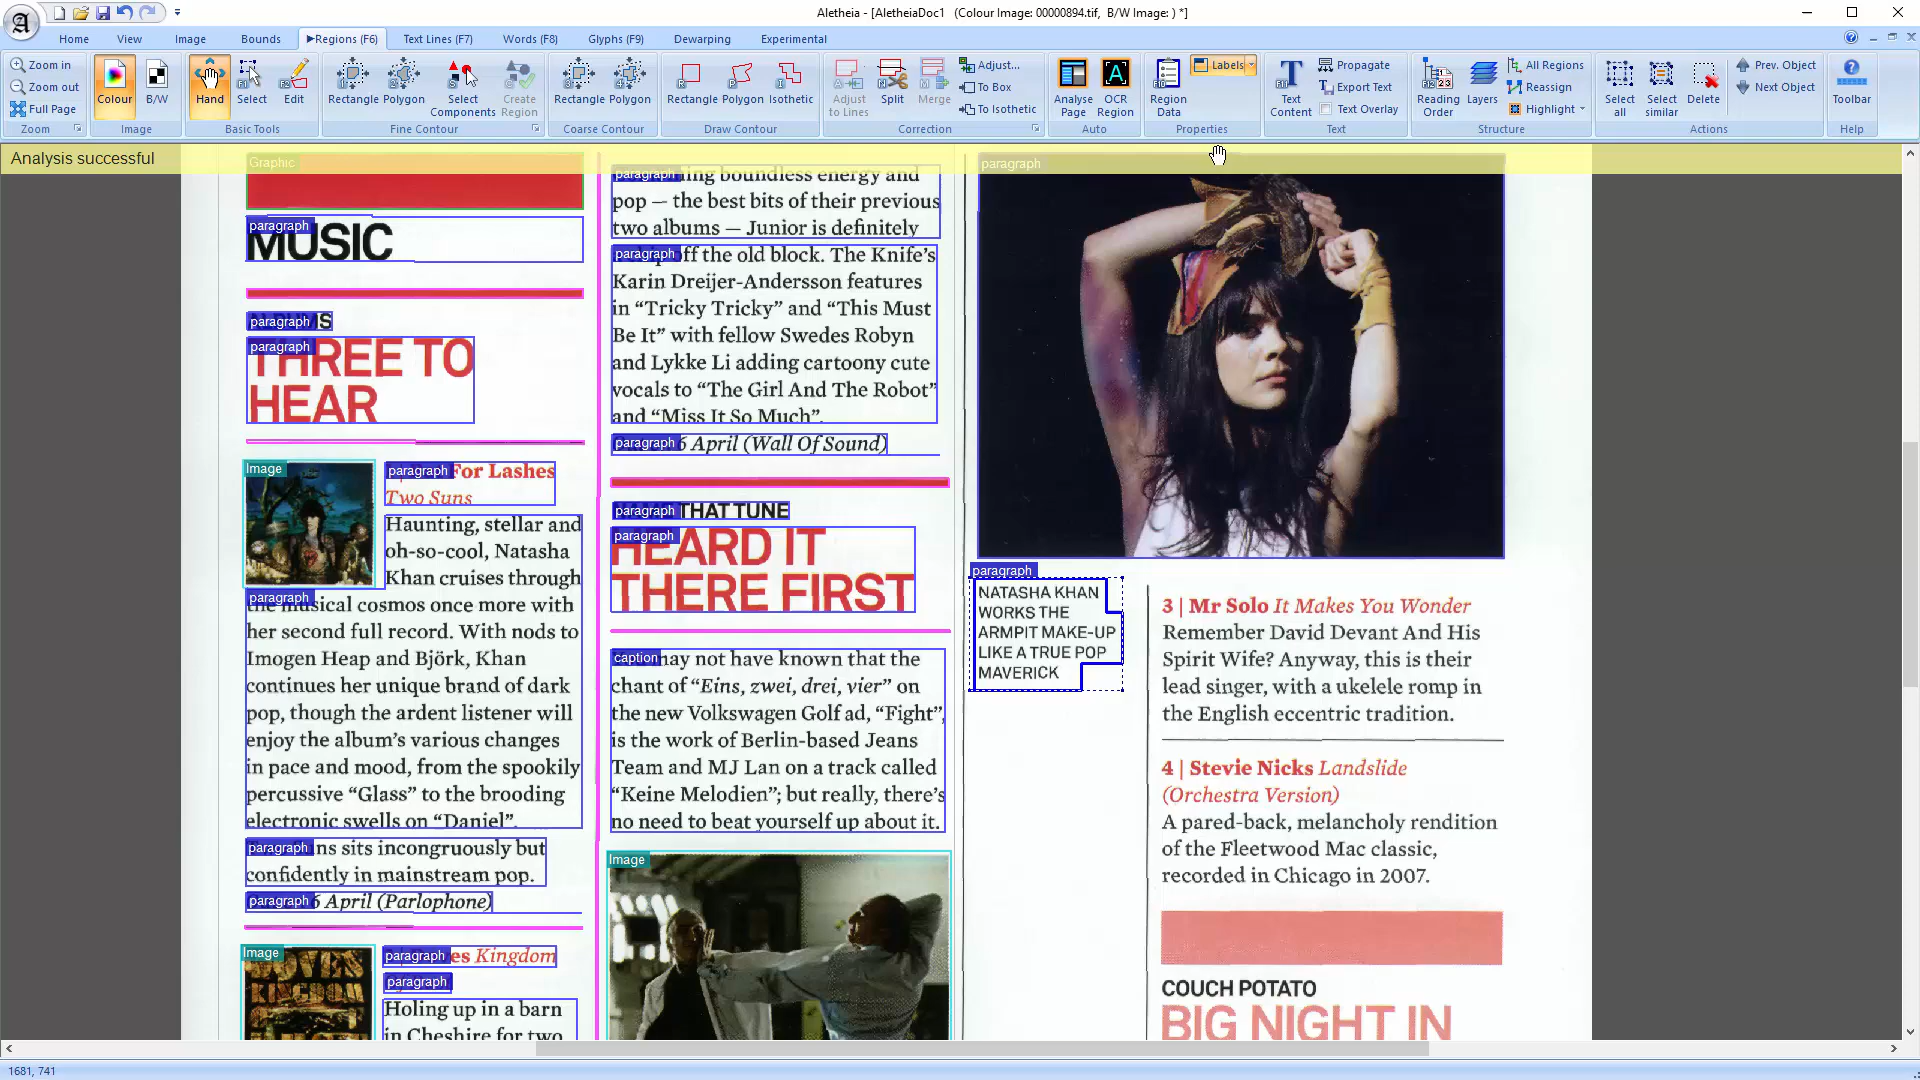 Aletheia - [AletheiaDoc1 (Colour Image: 00000894.tif, B/W Image: ) *]
Home
View
Image
Bounds
▶Regions (F6)
Text Lines (F7)
Words (F8)
Glyphs (F9)
Dewarping
Experimental
Zoom in
Zoom out
Full Page
Zoom
Colour
B/W
Image
Hand
Select
Edit
Basic Tools
Rectangle
Polygon
Select Components
Create Region
Fine Contour
Rectangle
Polygon
Coarse Contour
Rectangle
Polygon
Isothetic
Draw Contour
Adjust to Lines
Split
Merge
Adjust...
To Box
To Isothetic
Correction
Analyse Page
OCR Region
Auto
Region Data
Labels
Properties
Text Content
Propagate
Export Text
Text Overlay
Text
Reading Order
Layers
All Regions
Reassign
Highlight
Structure
Select all
Select similar
Delete
Actions
Prev. Object
Next Object
Toolbar
Help
Analysis successful
Graphic
paragraph
MUSIC
paragraph
S
paragraph
THREE TO
HEAR
Image
paragraph
For Lashes
Two Suns
Haunting, stellar and
oh-so-cool, Natasha
Khan cruises through
paragraph
the musical cosmos once more with
her second full record. With nods to
Imogen Heap and Björk, Khan
continues her unique brand of dark
pop, though the ardent listener will
enjoy the album's various changes
in pace and mood, from the spookily
percussive “Glass” to the brooding
electronic swells on “Daniel”.
paragraph
ns sits incongruously but
confidently in mainstream pop.
paragraph
6 April (Parlophone)
Image
paragraph
es Kingdom
paragraph
Holing up in a barn
in Cheshire for two
MOVES
KINGDOM
paragraph
ing boundless energy and
pop — the best bits of their previous
two albums — Junior is definitely
paragraph
off the old block. The Knife's
Karin Dreijer-Andersson features
in “Tricky Tricky” and “This Must
Be It” with fellow Swedes Robyn
and Lykke Li adding cartoony cute
vocals to “The Girl And The Robot”
and “Miss It So Much”.
paragraph
6 April (Wall Of Sound)
paragraph
THAT TUNE
paragraph
HEARD IT
THERE FIRST
caption
may not have known that the
chant of “Eins, zwei, drei, vier” on
the new Volkswagen Golf ad, “Fight”,
is the work of Berlin-based Jeans
Team and MJ Lan on a track called
“Keine Melodien”; but really, there's
no need to beat yourself up about it.
Image
paragraph
paragraph
NATASHA KHAN
WORKS THE
ARMPIT MAKE-UP
LIKE A TRUE POP
MAVERICK
3 | Mr Solo It Makes You Wonder
Remember David Devant And His
Spirit Wife? Anyway, this is their
lead singer, with a ukelele romp in
the English eccentric tradition.
4 | Stevie Nicks Landslide
(Orchestra Version)
A pared-back, melancholy rendition
of the Fleetwood Mac classic,
recorded in Chicago in 2007.
COUCH POTATO
BIG NIGHT IN
1681, 741